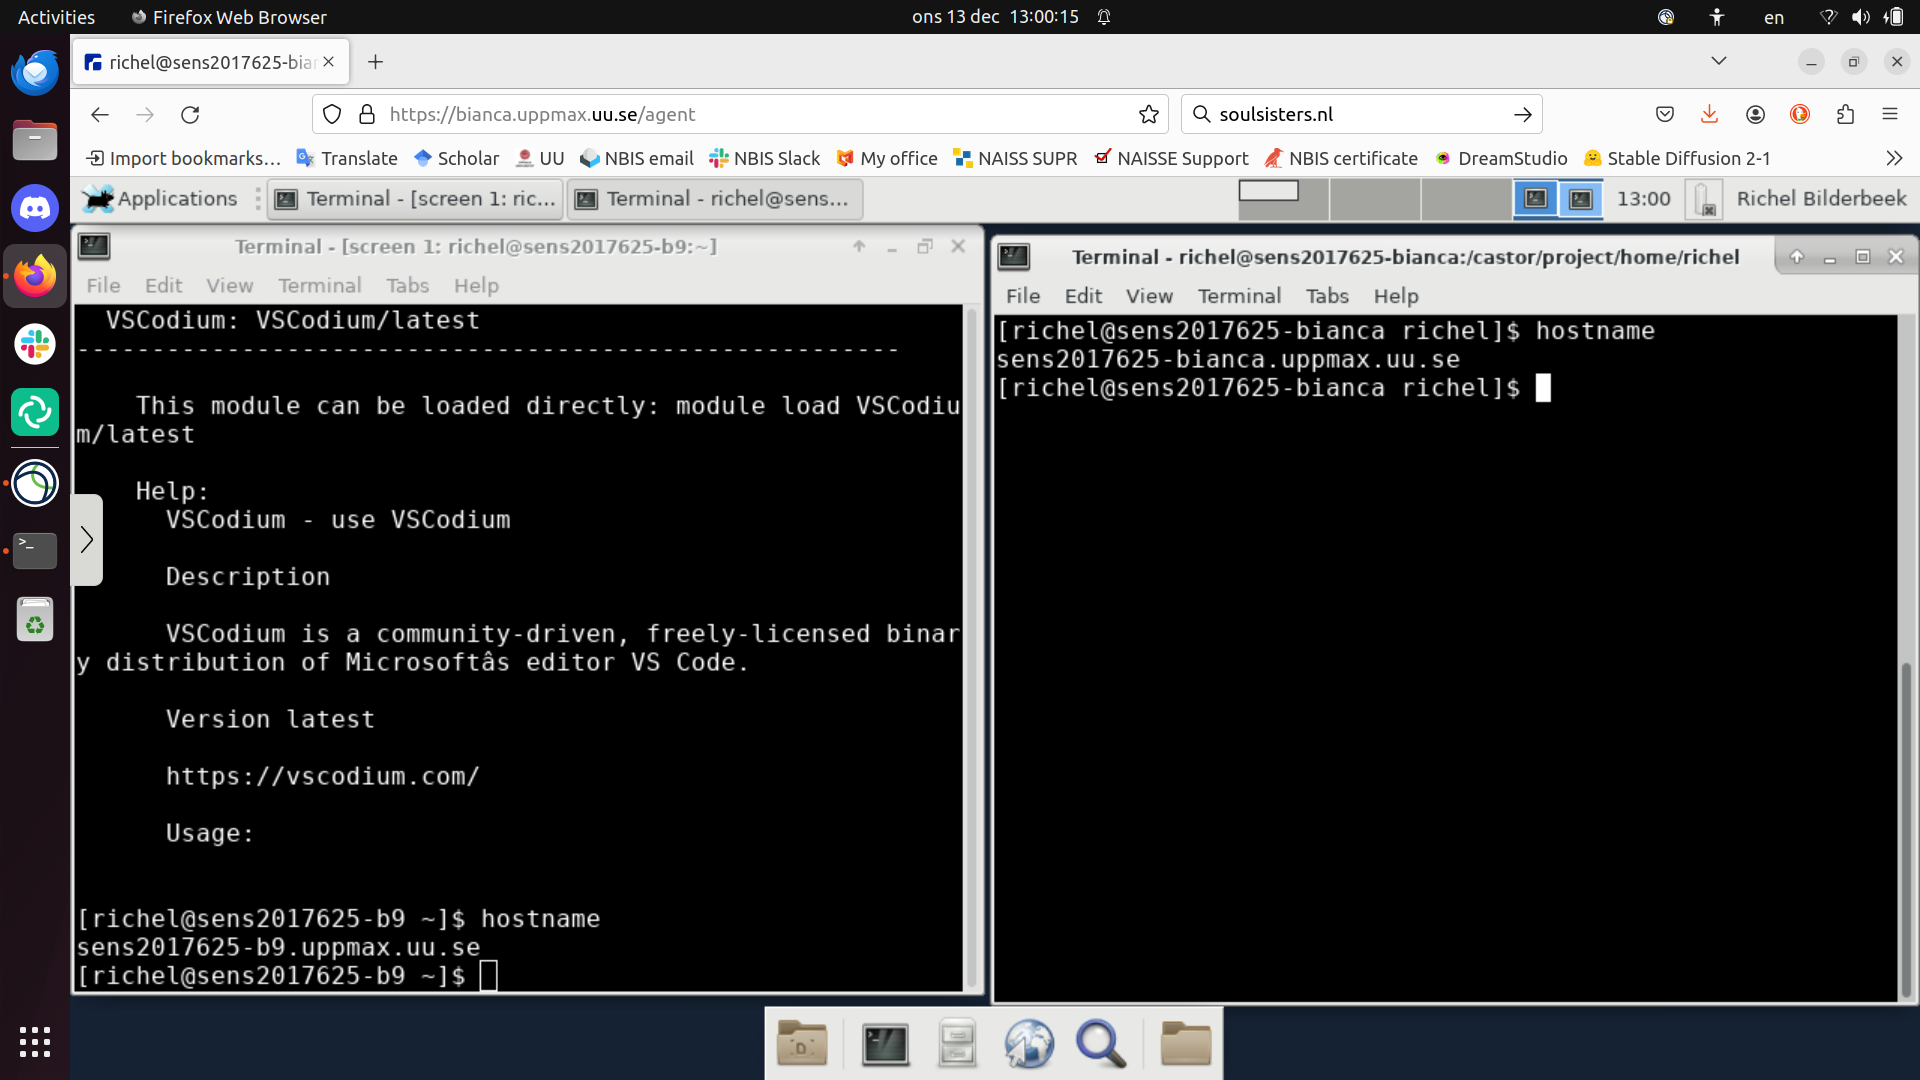 Activities Firefox Web Browser ons 13 dec 13:00:15 en
richel@sens2017625-bian
https://bianca.uppmax.uu.se/agent soulsisters.nl
Import bookmarks... Translate Scholar UU NBIS email NBIS Slack My office NAISS SUPR NAISSE Support NBIS certificate DreamStudio Stable Diffusion 2-1
Applications Terminal - [screen 1: ric... Terminal - richel@sens... 13:00 Richel Bilderbeek
Terminal - [screen 1: richel@sens2017625-b9:~]
File Edit View Terminal Tabs Help
VSCodium: VSCodium/latest
-------------------------------------------------------
This module can be loaded directly: module load VSCodiu
m/latest
Help:
VSCodium - use VSCodium
Description
VSCodium is a community-driven, freely-licensed binar
y distribution of Microsoftâs editor VS Code.
Version latest
https://vscodium.com/
Usage:
[richel@sens2017625-b9 ~]$ hostname
sens2017625-b9.uppmax.uu.se
[richel@sens2017625-b9 ~]$
Terminal - richel@sens2017625-bianca:/castor/project/home/richel
File Edit View Terminal Tabs Help
[richel@sens2017625-bianca richel]$ hostname
sens2017625-bianca.uppmax.uu.se
[richel@sens2017625-bianca richel]$